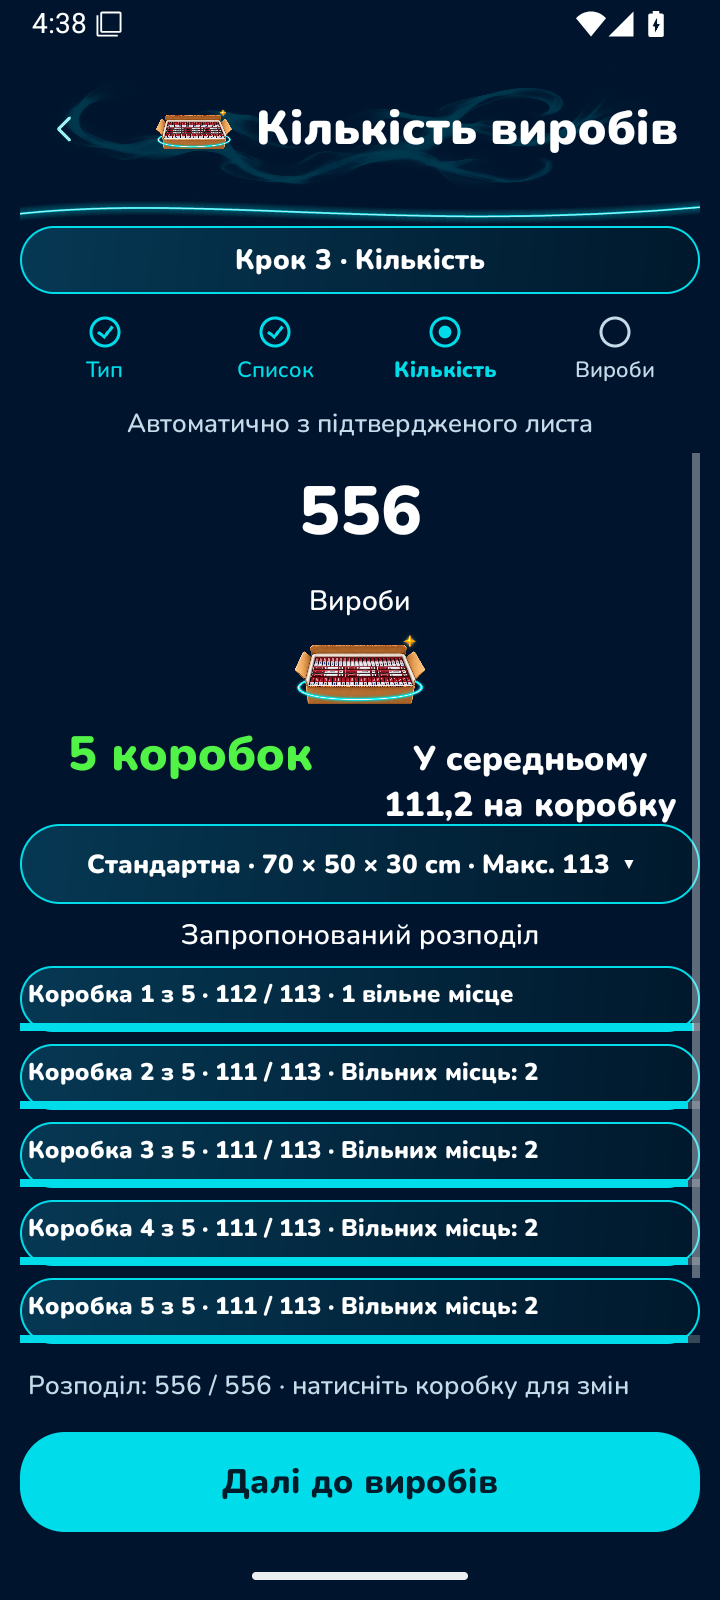 4:38
Кількість виробів
Крок 3 · Кількість
Тип
Список
Кількість
Вироби
Автоматично з підтвердженого листа
556
Вироби
5 коробок
У середньому
111,2 на коробку
Стандартна · 70 × 50 × 30 cm · Макс. 113 ▼
Запропонований розподіл
Коробка 1 з 5 · 112 / 113 · 1 вільне місце
Коробка 2 з 5 · 111 / 113 · Вільних місць: 2
Коробка 3 з 5 · 111 / 113 · Вільних місць: 2
Коробка 4 з 5 · 111 / 113 · Вільних місць: 2
Коробка 5 з 5 · 111 / 113 · Вільних місць: 2
Розподіл: 556 / 556 · натисніть коробку для змін
Далі до виробів